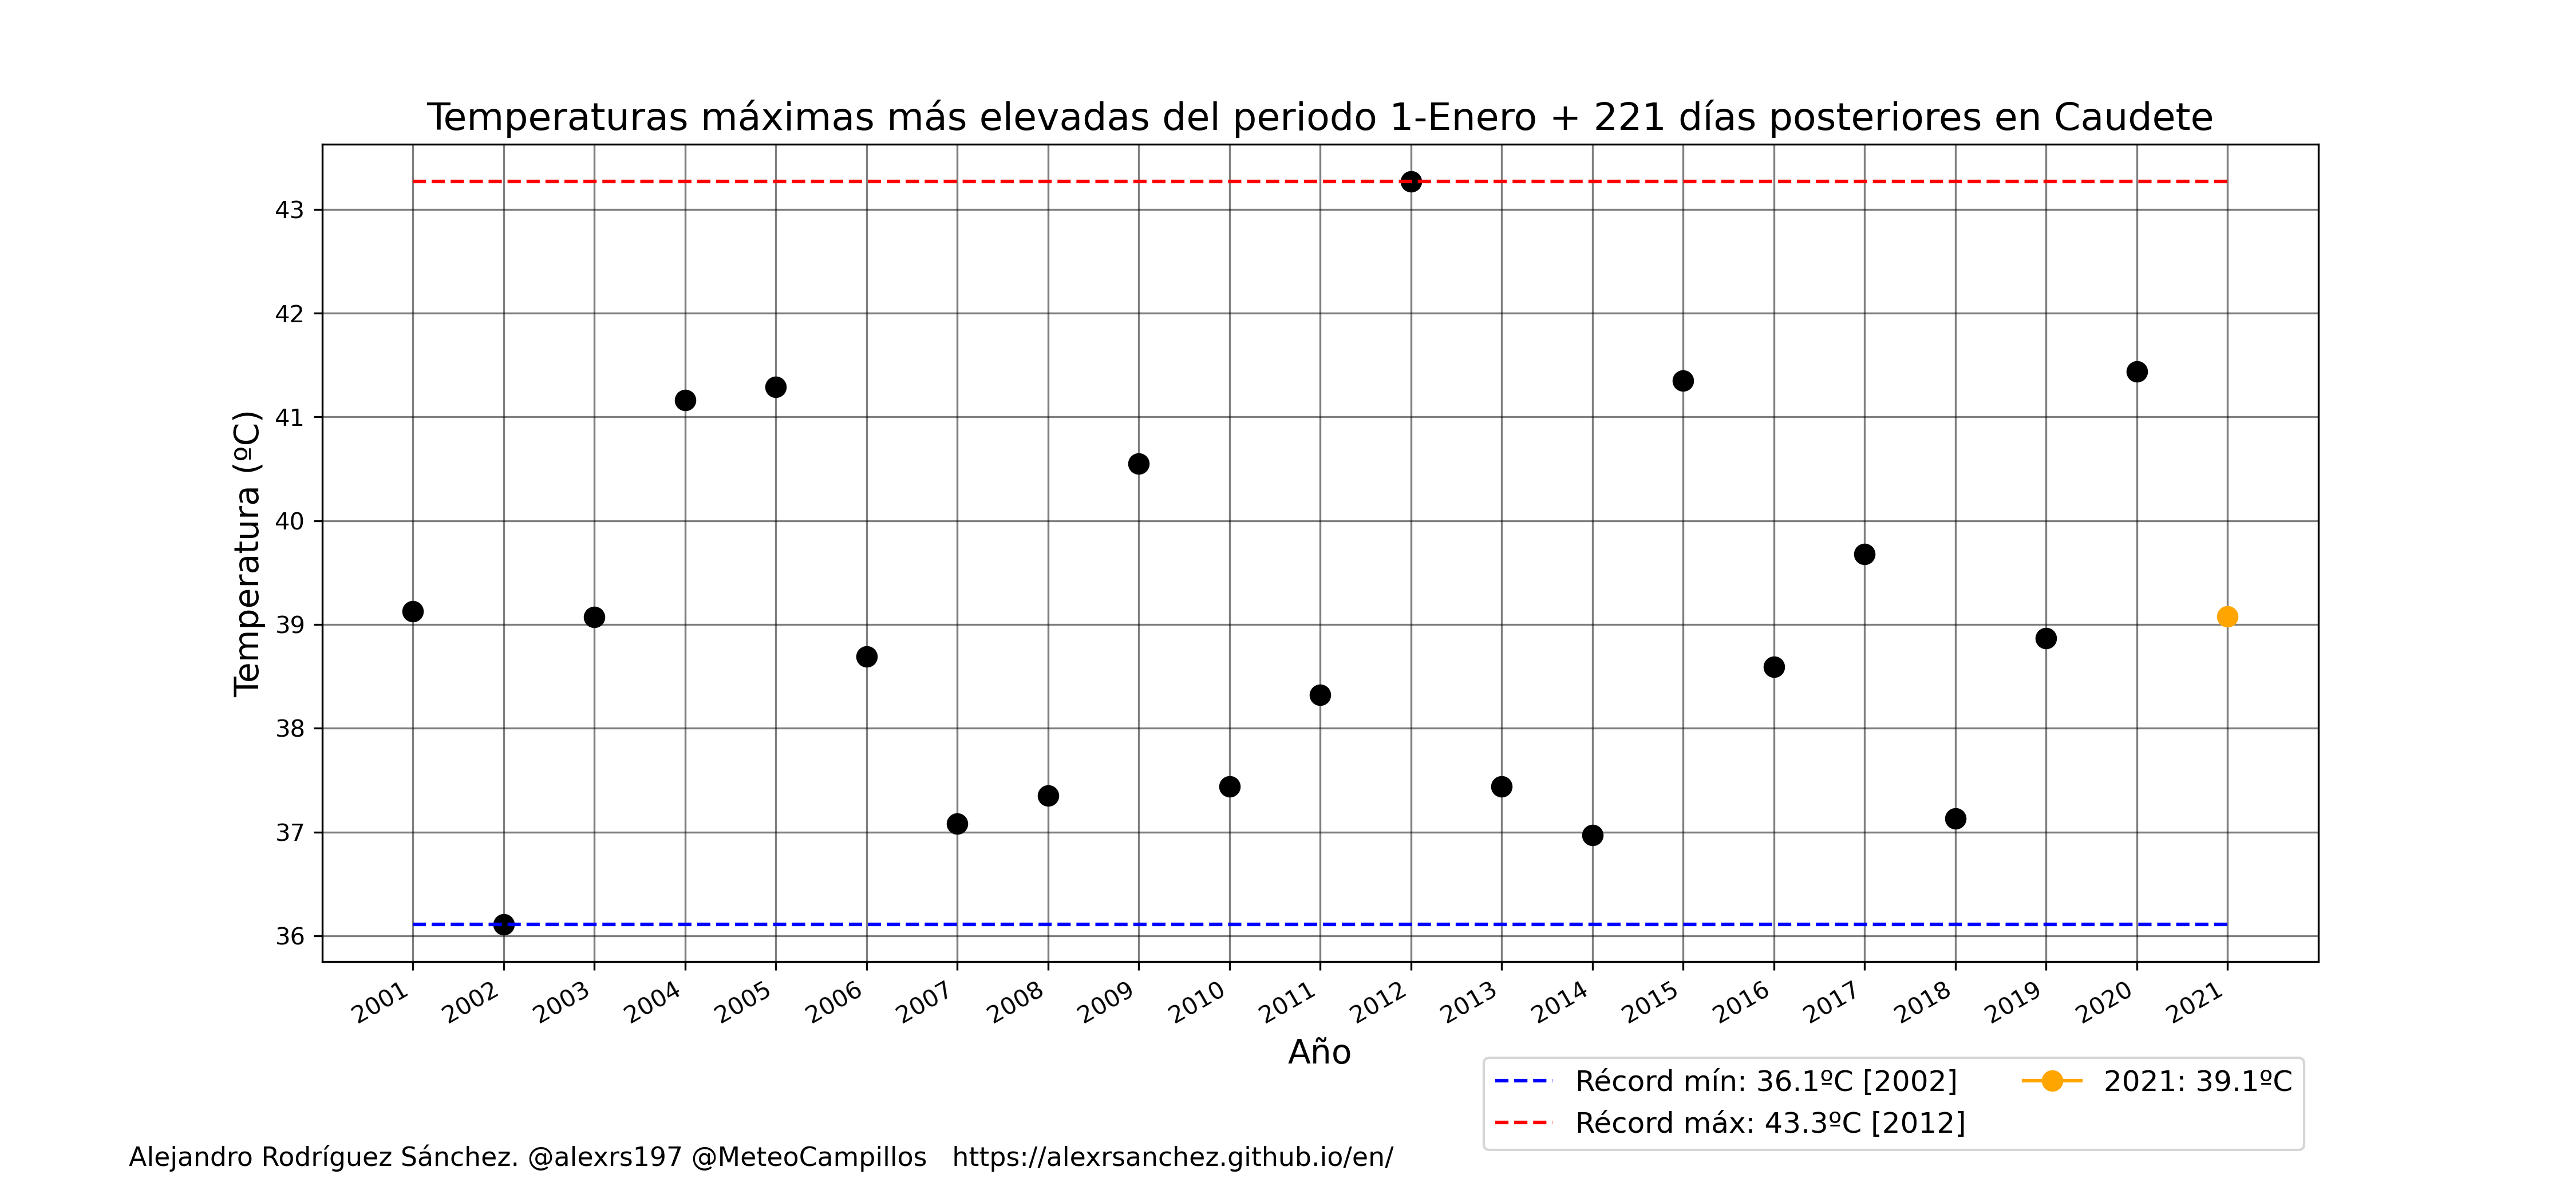 Temperaturas máximas más elevadas del periodo 1-Enero + 221 días posteriores en Caudete
Temperatura (ºC)
43
42
41
40
39
38
37
36
2001 2002 2003 2004 2005 2006 2007 2008 2009 2010 2011 2012 2013 2014 2015 2016 2017 2018 2019 2020 2021
Año
Récord mín: 36.1ºC [2002]
Récord máx: 43.3ºC [2012]
2021: 39.1ºC
Alejandro Rodríguez Sánchez. @alexrs197 @MeteoCampillos https://alexrsanchez.github.io/en/